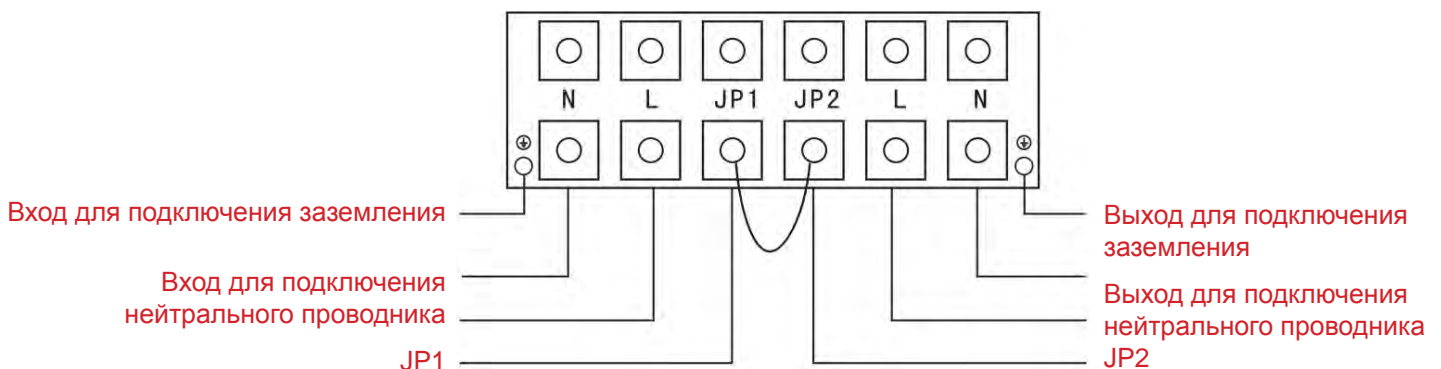 N L JP1 JP2 L N
Вход для подключения заземления
Вход для подключения
нейтрального проводника
JP1
Выход для подключения
заземления
Выход для подключения
нейтрального проводника
JP2